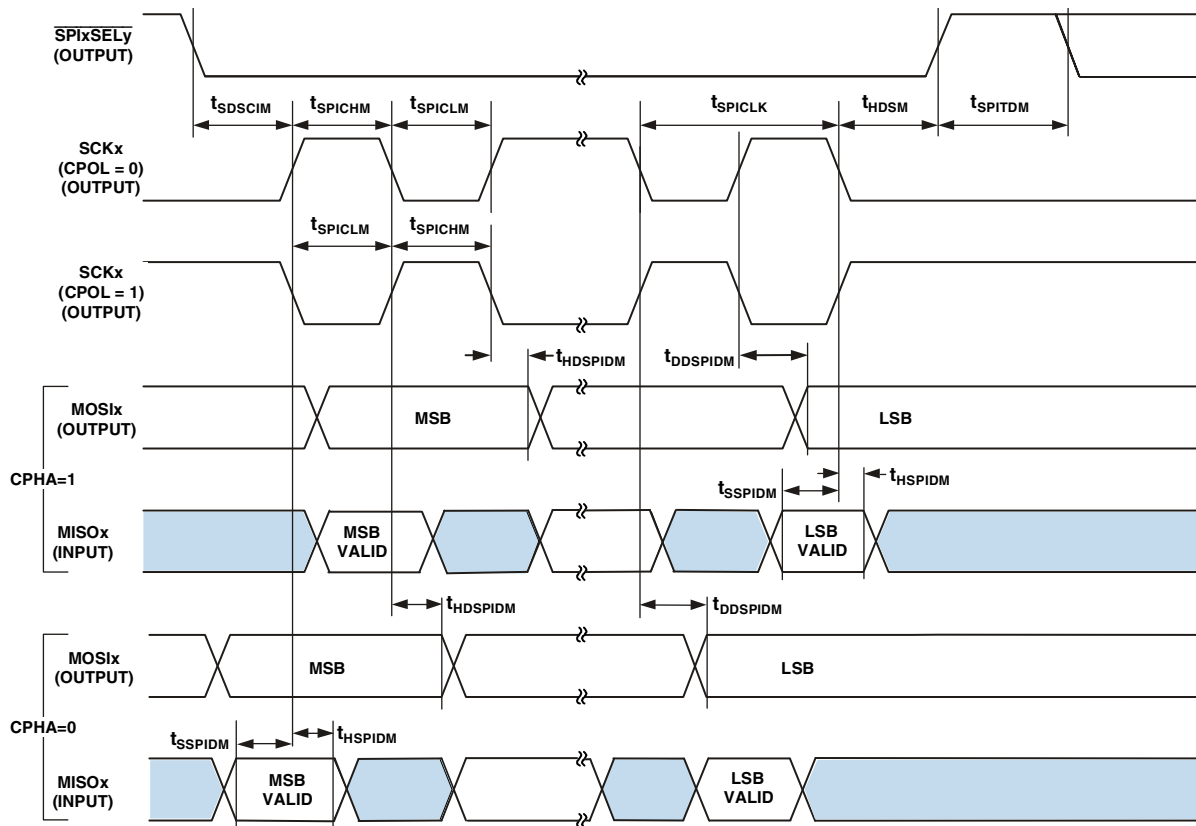 SPIxSELy
(OUTPUT)
tSDSCIM
tSPICHM
tSPICLM
tSPICLK
tHDSM
tSPITDM
SCKx
(CPOL = 0)
(OUTPUT)
tSPICLM
tSPICHM
SCKx
(CPOL = 1)
(OUTPUT)
tHDSPIDM
tDDSPIDM
CPHA=1
MOSIx
(OUTPUT)
MSB
LSB
tSSPIDM
tHSPIDM
MISOx
(INPUT)
MSB
VALID
LSB
VALID
tHDSPIDM
tDDSPIDM
CPHA=0
MOSIx
(OUTPUT)
MSB
LSB
tSSPIDM
tHSPIDM
MISOx
(INPUT)
MSB
VALID
LSB
VALID